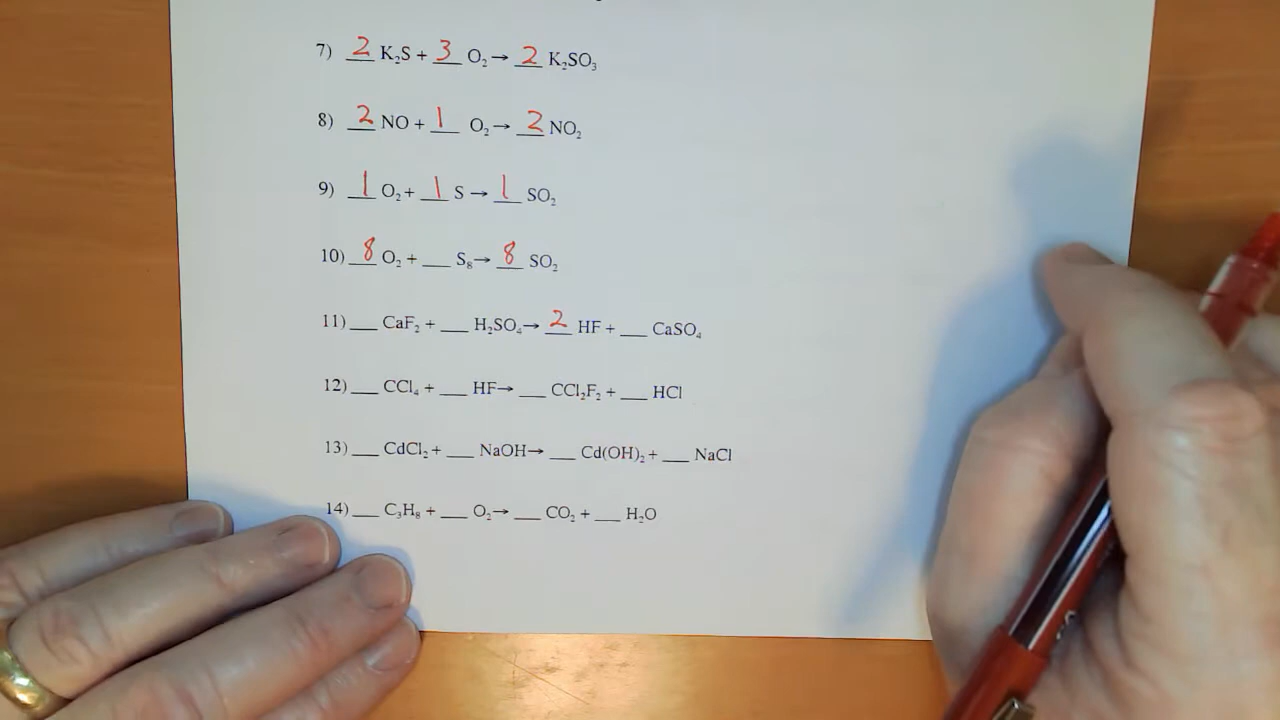 7) 2 K₂S + 3 O₂→ 2 K₂SO₃
8) 2 NO + 1 O₂→ 2 NO₂
9) 1 O₂ + 1 S → 1 SO₂
10) 8 O₂ + ___ S₈→ 8 SO₂
11) ___ CaF₂ + ___ H₂SO₄→ 2 HF + ___ CaSO₄
12) ___ CCl₄ + ___ HF→ ___ CCl₂F₂ + ___ HCl
13) ___ CdCl₂ + ___ NaOH→ ___ Cd(OH)₂ + ___ NaCl
14) ___ C₃H₈ + ___ O₂→ ___ CO₂ + ___ H₂O